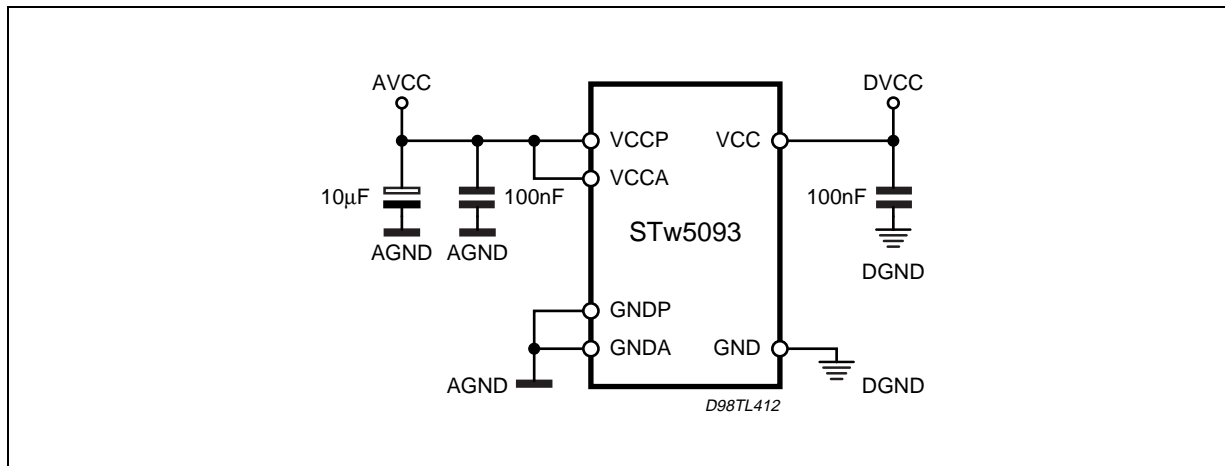 AVCC
DVCC
VCCP
VCC
VCCA
10μF
100nF
100nF
STw5093
AGND
AGND
DGND
GNDP
GNDA
GND
AGND
DGND
D98TL412